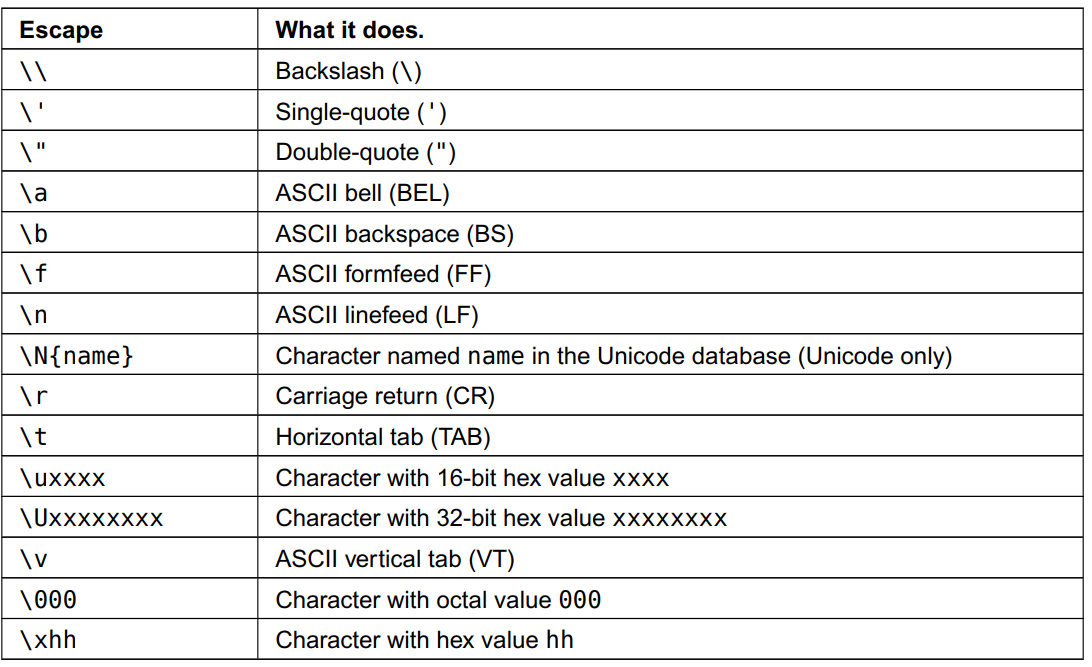 Escape What it does.
\\ Backslash (\)
\' Single-quote (')
\" Double-quote (")
\a ASCII bell (BEL)
\b ASCII backspace (BS)
\f ASCII formfeed (FF)
\n ASCII linefeed (LF)
\N{name} Character named name in the Unicode database (Unicode only)
\r Carriage return (CR)
\t Horizontal tab (TAB)
\uxxxx Character with 16-bit hex value xxxx
\Uxxxxxxxx Character with 32-bit hex value xxxxxxxx
\v ASCII vertical tab (VT)
\000 Character with octal value 000
\xhh Character with hex value hh